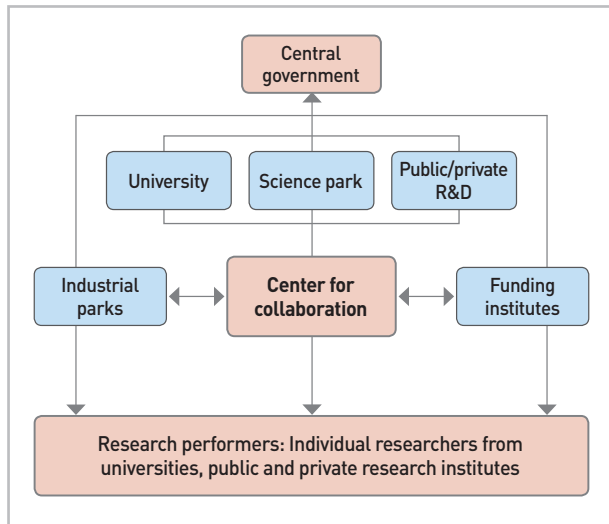 Central
government
University
Science park
Public/private
R&D
Industrial
parks
Center for
collaboration
Funding
institutes
Research performers: Individual researchers from
universities, public and private research institutes